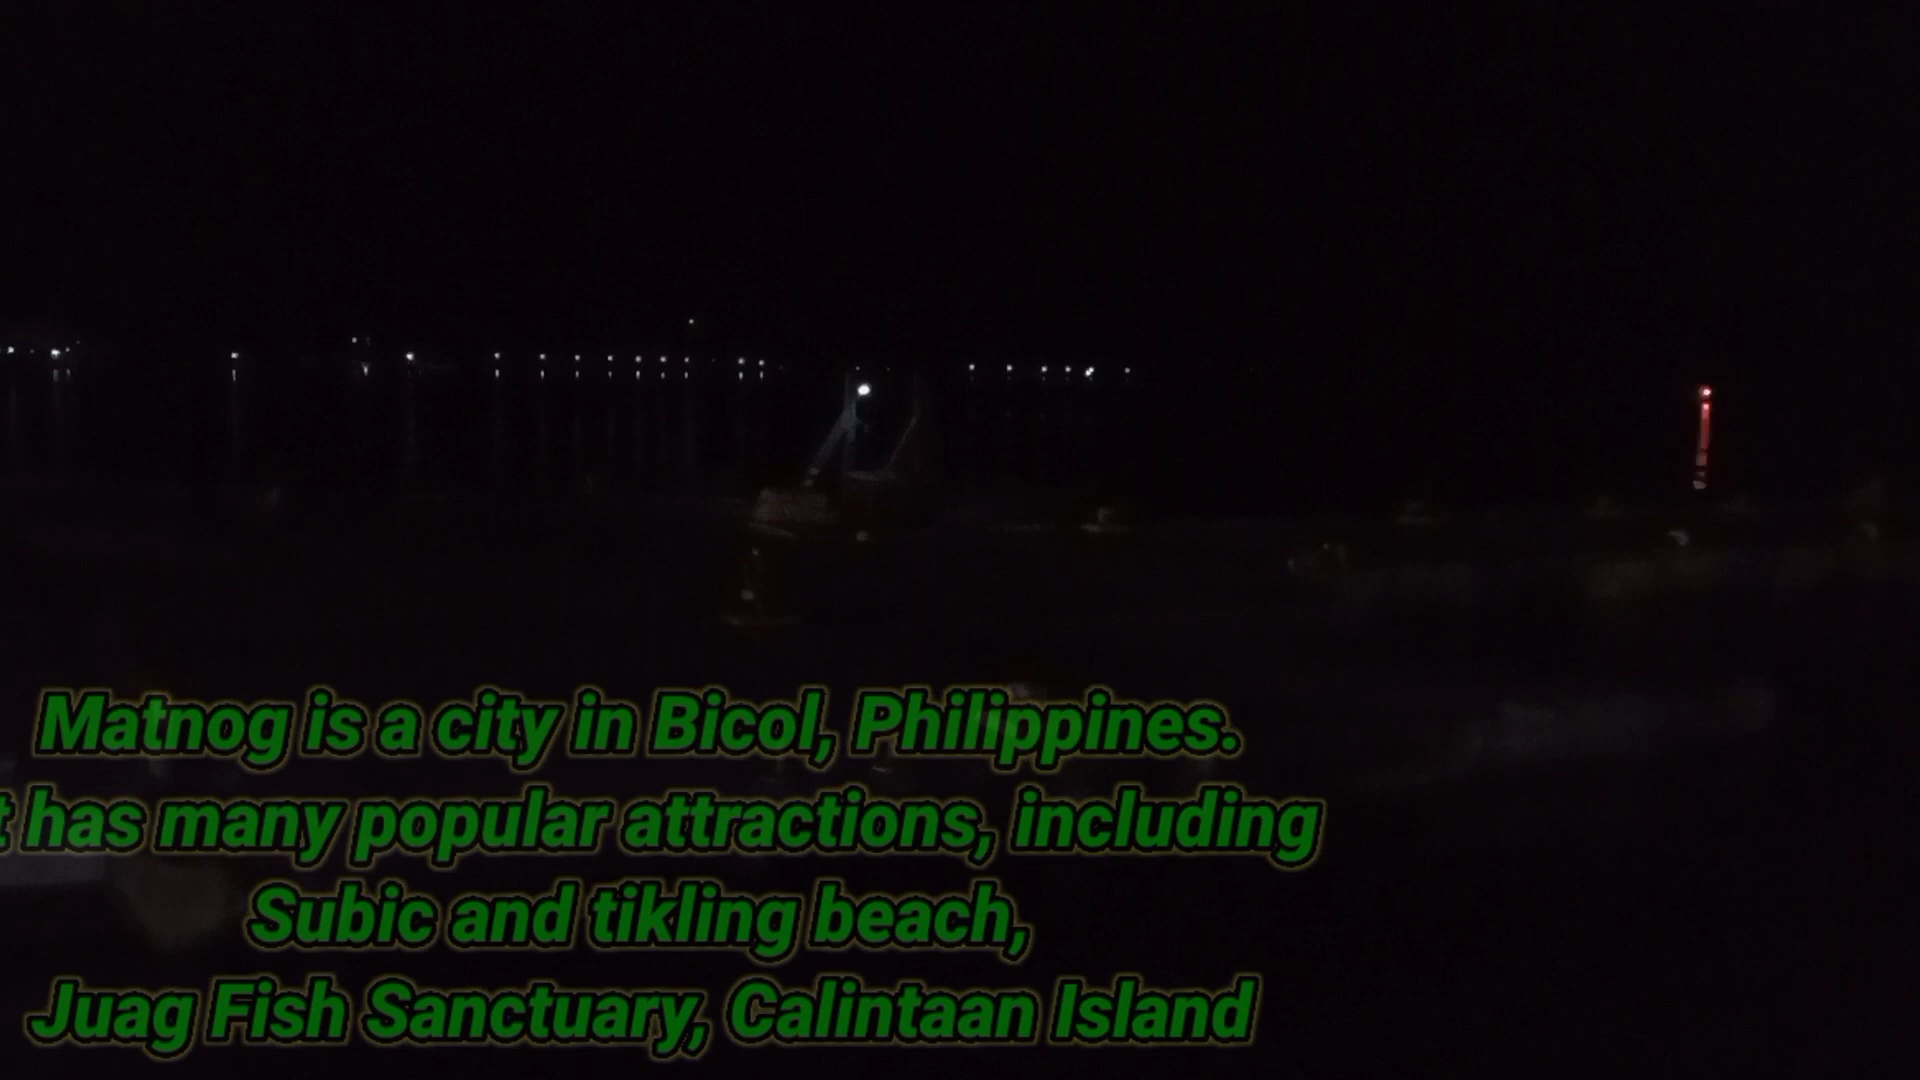 Matnog is a city in Bicol, Philippines.
t has many popular attractions, including
Subic and tikling beach,
Juag Fish Sanctuary, Calintaan Island